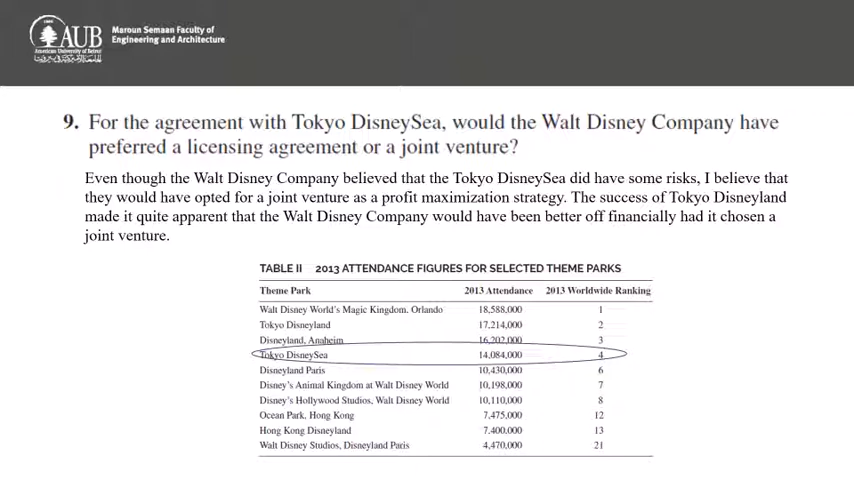 AUB
American University of Beirut
Maroun Semaan Faculty of
Engineering and Architecture
9. For the agreement with Tokyo DisneySea, would the Walt Disney Company have
preferred a licensing agreement or a joint venture?
Even though the Walt Disney Company believed that the Tokyo DisneySea did have some risks, I believe that
they would have opted for a joint venture as a profit maximization strategy. The success of Tokyo Disneyland
made it quite apparent that the Walt Disney Company would have been better off financially had it chosen a
joint venture.
TABLE II 2013 ATTENDANCE FIGURES FOR SELECTED THEME PARKS
Theme Park 2013 Attendance 2013 Worldwide Ranking
Walt Disney World's Magic Kingdom, Orlando 18,588,000 1
Tokyo Disneyland 17,214,000 2
Disneyland, Anaheim 16,202,000 3
Tokyo DisneySea 14,084,000 4
Disneyland Paris 10,430,000 6
Disney's Animal Kingdom at Walt Disney World 10,198,000 7
Disney's Hollywood Studios, Walt Disney World 10,110,000 8
Ocean Park, Hong Kong 7,475,000 12
Hong Kong Disneyland 7,400,000 13
Walt Disney Studios, Disneyland Paris 4,470,000 21